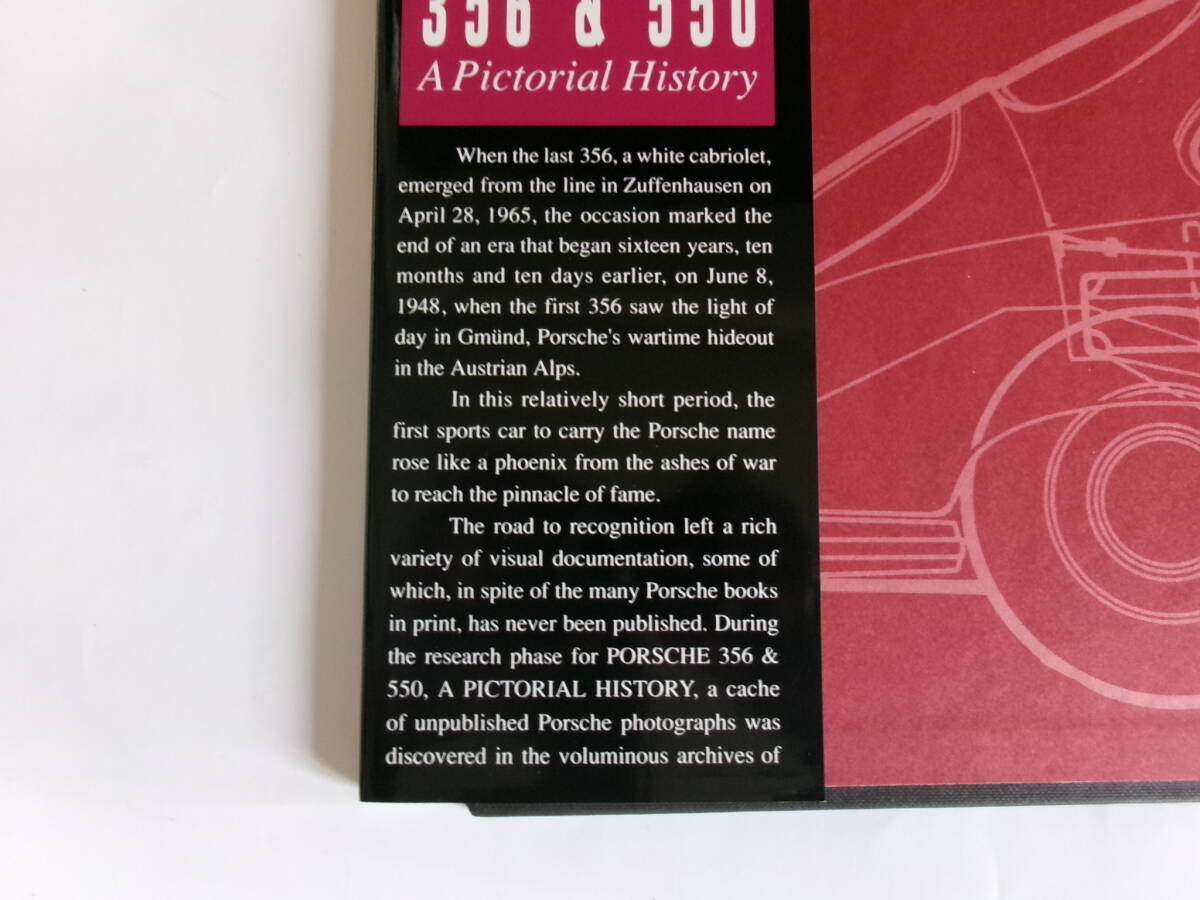 356 & 550
A Pictorial History
When the last 356, a white cabriolet,
emerged from the line in Zuffenhausen on
April 28, 1965, the occasion marked the
end of an era that began sixteen years, ten
months and ten days earlier, on June 8,
1948, when the first 356 saw the light of
day in Gmünd, Porsche's wartime hideout
in the Austrian Alps.
In this relatively short period, the
first sports car to carry the Porsche name
rose like a phoenix from the ashes of war
to reach the pinnacle of fame.
The road to recognition left a rich
variety of visual documentation, some of
which, in spite of the many Porsche books
in print, has never been published. During
the research phase for PORSCHE 356 &
550, A PICTORIAL HISTORY, a cache
of unpublished Porsche photographs was
discovered in the voluminous archives of